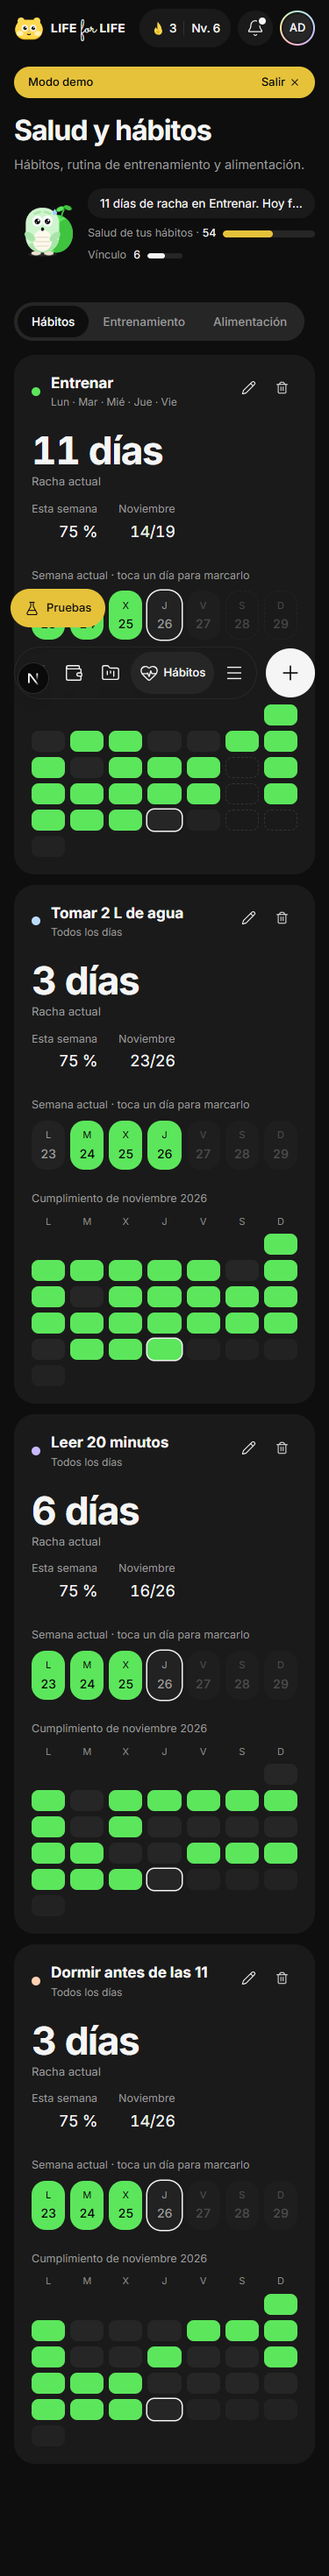 LIFE for LIFE
3
Nv. 6
AD
Modo demo
Salir ×
Salud y hábitos
Hábitos, rutina de entrenamiento y alimentación.
11 días de racha en Entrenar. Hoy f...
Salud de tus hábitos · 54
Vínculo 6
Hábitos
Entrenamiento
Alimentación
Entrenar
Lun · Mar · Mié · Jue · Vie
11 días
Racha actual
Esta semana Noviembre
75 % 14/19
Semana actual · toca un día para marcarlo
Pruebas
X J V S D
25 26 27 28 29
N
Hábitos
Tomar 2 L de agua
Todos los días
3 días
Racha actual
Esta semana Noviembre
75 % 23/26
Semana actual · toca un día para marcarlo
L M X J V S D
23 24 25 26 27 28 29
Cumplimiento de noviembre 2026
L M X J V S D
Leer 20 minutos
Todos los días
6 días
Racha actual
Esta semana Noviembre
75 % 16/26
Semana actual · toca un día para marcarlo
L M X J V S D
23 24 25 26 27 28 29
Cumplimiento de noviembre 2026
L M X J V S D
Dormir antes de las 11
Todos los días
3 días
Racha actual
Esta semana Noviembre
75 % 14/26
Semana actual · toca un día para marcarlo
L M X J V S D
23 24 25 26 27 28 29
Cumplimiento de noviembre 2026
L M X J V S D